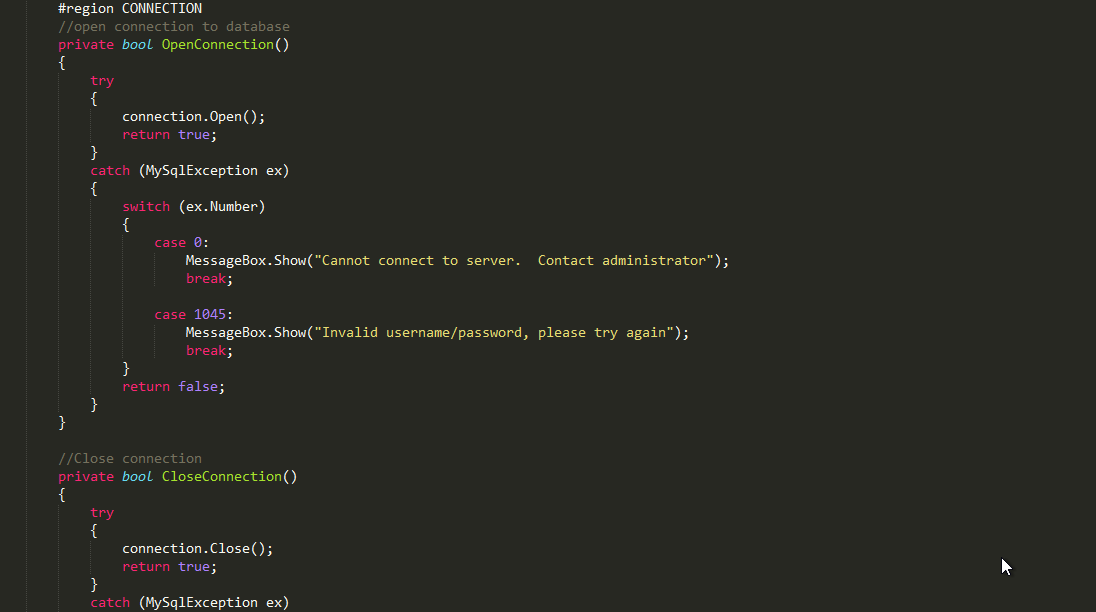 #region CONNECTION
//open connection to database
private bool OpenConnection()
{
try
{
connection.Open();
return true;
}
catch (MySqlException ex)
{
switch (ex.Number)
{
case 0:
MessageBox.Show("Cannot connect to server.  Contact administrator");
break;
case 1045:
MessageBox.Show("Invalid username/password, please try again");
break;
}
return false;
}
}
//Close connection
private bool CloseConnection()
{
try
{
connection.Close();
return true;
}
catch (MySqlException ex)